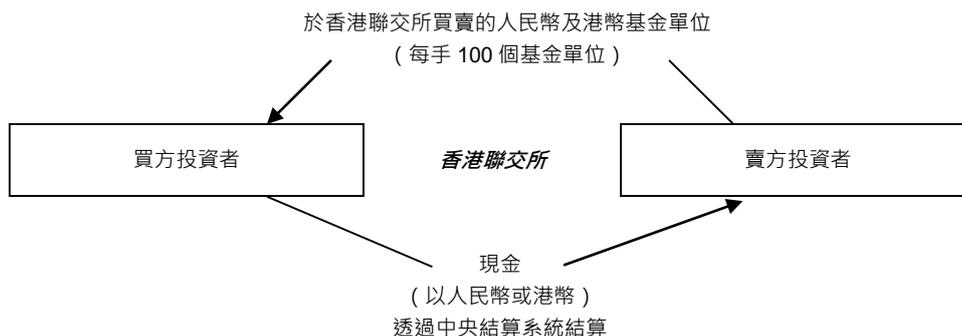 於香港聯交所買賣的人民幣及港幣基金單位
（每手 100 個基金單位）
買方投資者
香港聯交所
賣方投資者
現金
（以人民幣或港幣）
透過中央結算系統結算